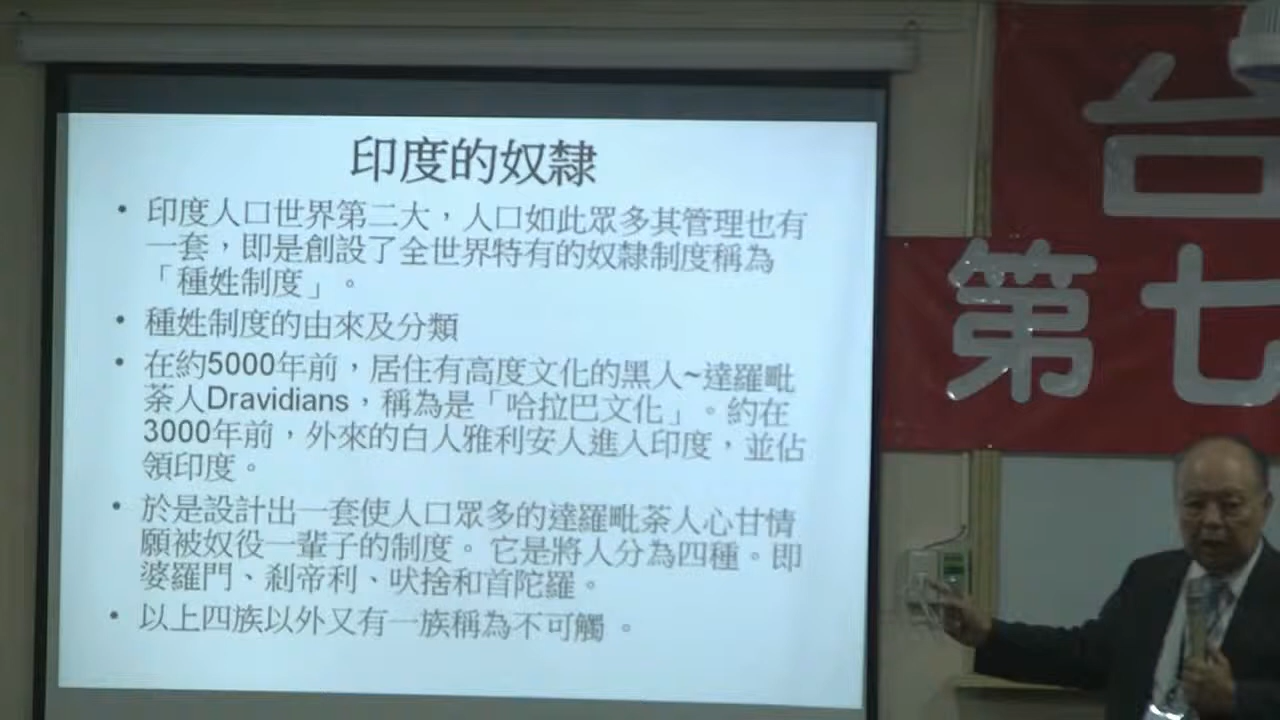 印度的奴隸
• 印度人口世界第二大，人口如此眾多其管理也有
一套，即是創設了全世界特有的奴隸制度稱為
「種姓制度」。
• 種姓制度的由來及分類
• 在約5000年前，居住有高度文化的黑人~達羅毗
荼人Dravidians，稱為是「哈拉巴文化」。約在
3000年前，外來的白人雅利安人進入印度，並佔
領印度。
• 於是設計出一套使人口眾多的達羅毗荼人心甘情
願被奴役一輩子的制度。它是將人分為四種。即
婆羅門、剎帝利、吠捨和首陀羅。
• 以上四族以外又有一族稱為不可觸。
台
第七